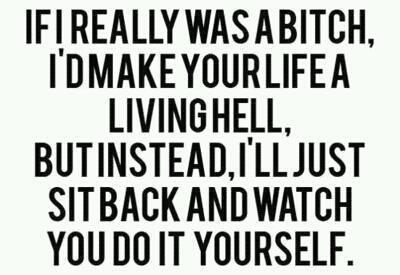 IF I REALLY WAS A BITCH,
I'D MAKE YOUR LIFE A
LIVING HELL,
BUT INSTEAD, I'LL JUST
SIT BACK AND WATCH
YOU DO IT YOURSELF.